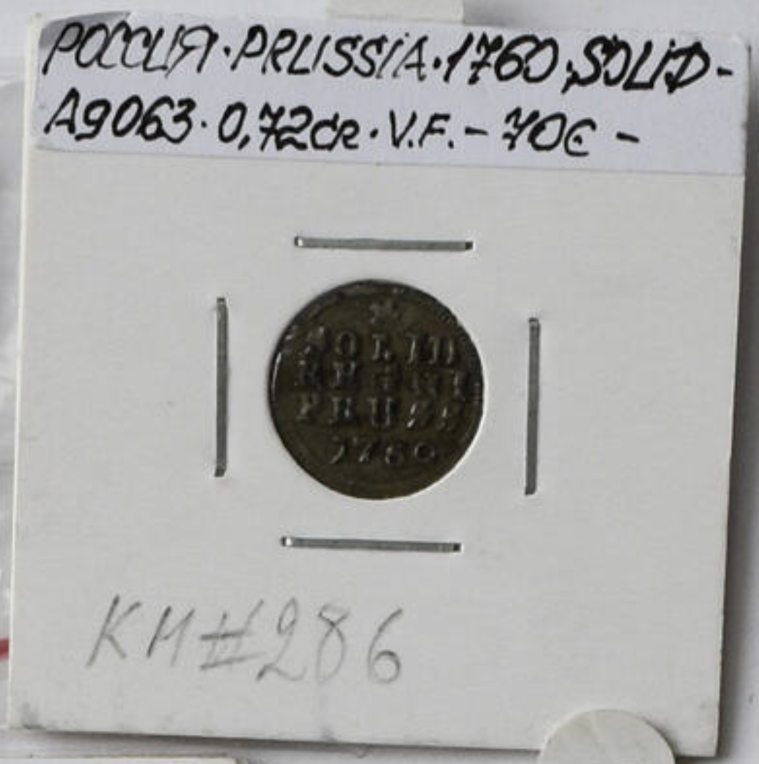 РОССИЯ · PRUSSIA · 1760 · SOLID -
A9063 · 0,72GR · V.F. - 70€ -
SOLID
REGNI
PRUSS
1760
KM#286